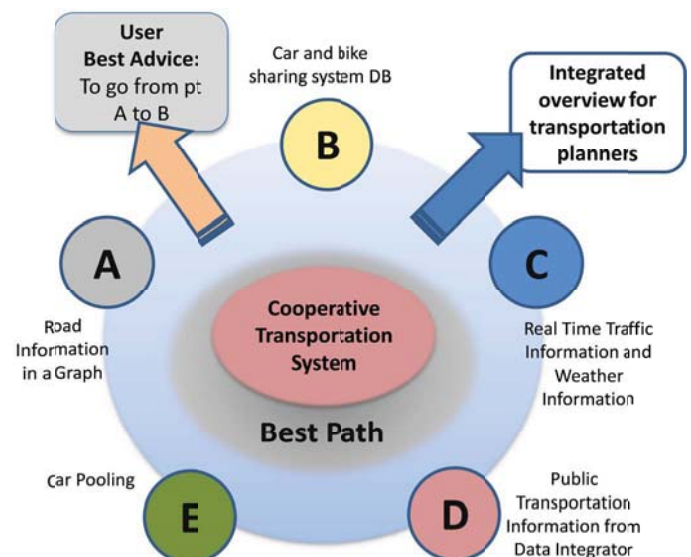 User
Best Advice:
To go from pt
A to B
Car and bike
sharing system DB
Integrated
overview for
transportation
planners
B
A
C
Road
Information
in a Graph
Cooperative
Transportation
System
Real Time Traffic
Information and
Weather
Information
Best Path
Car Pooling
E
D
Public
Transportation
Information from
Data Integrator